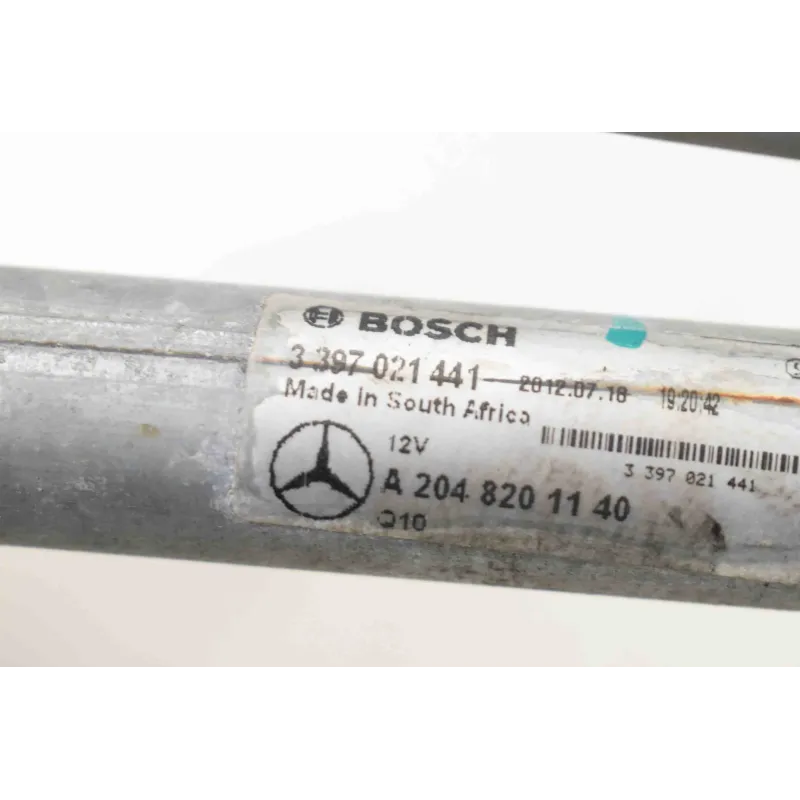 BOSCH
3 397 021 441 2012.07.18 19:20:42
Made in South Africa
12V
3 397 021 441
A 204 820 11 40
Q10